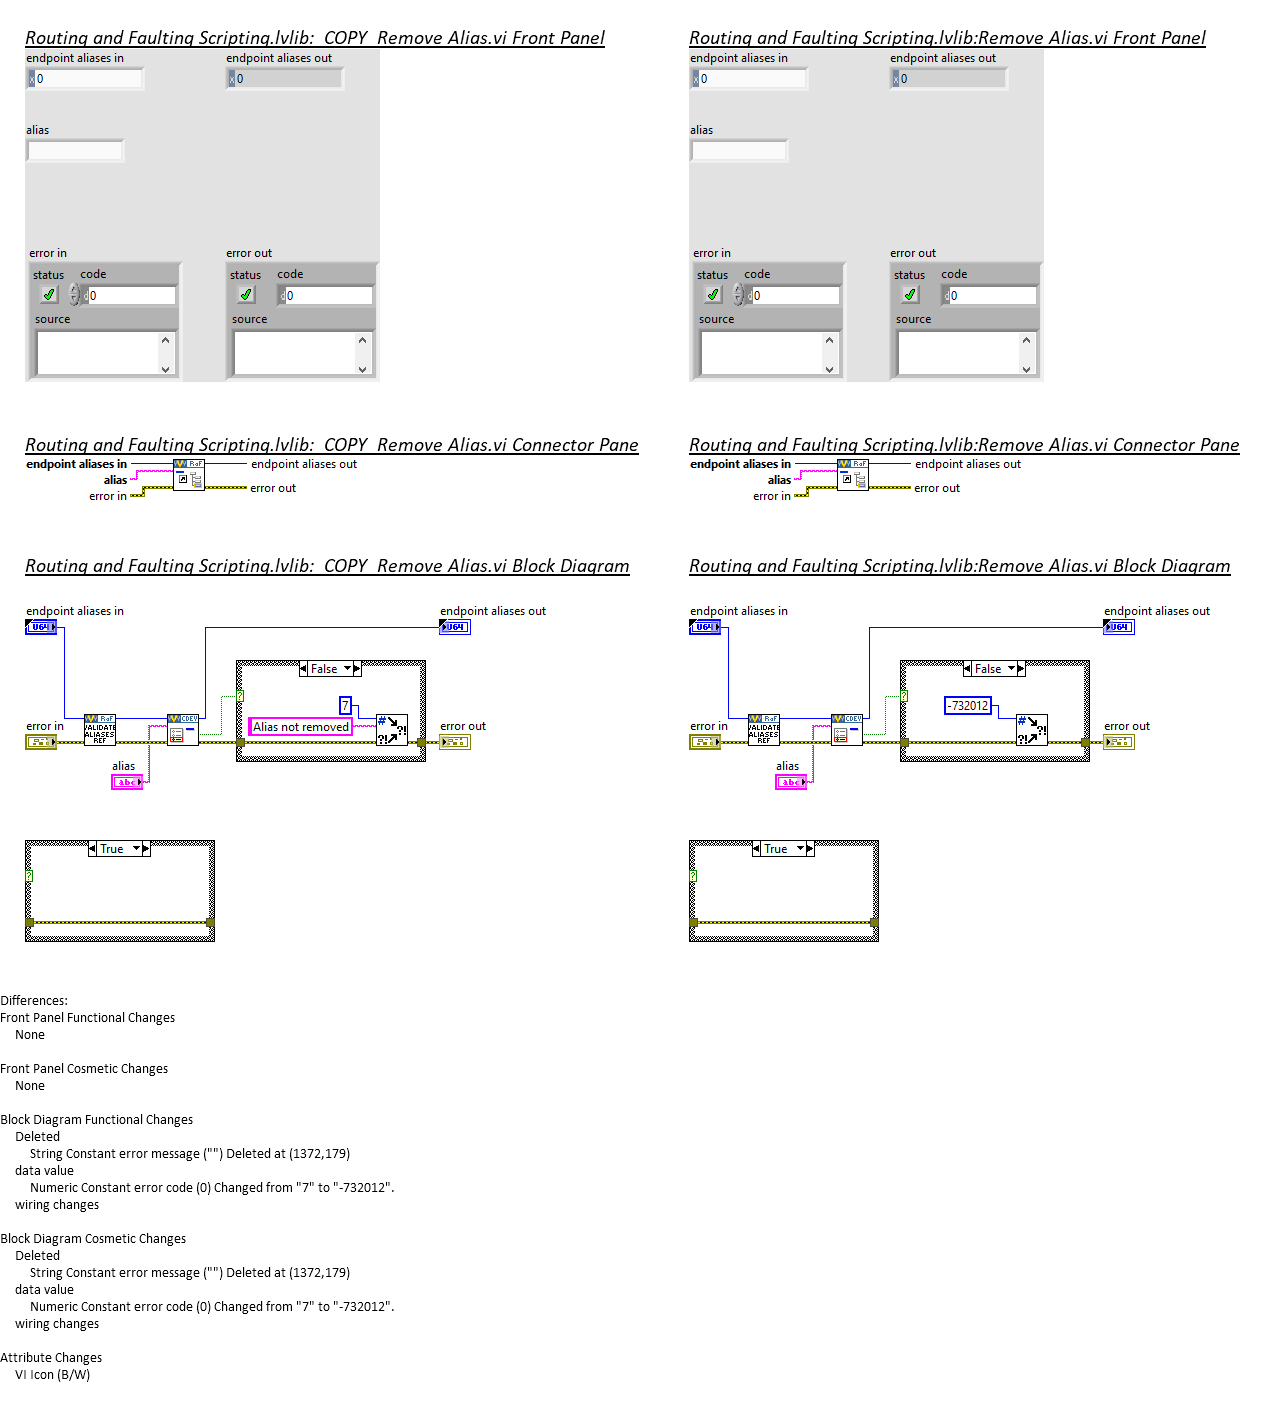 Routing and Faulting Scripting.lvlib:  COPY  Remove Alias.vi Front Panel
endpoint aliases in
endpoint aliases out
x 0
x 0
alias
error in
error out
status
code
status
code
d 0
d 0
source
source
Routing and Faulting Scripting.lvlib:Remove Alias.vi Front Panel
endpoint aliases in
endpoint aliases out
x 0
x 0
alias
error in
error out
status
code
status
code
d 0
d 0
source
source
Routing and Faulting Scripting.lvlib:  COPY  Remove Alias.vi Connector Pane
endpoint aliases in
RaF
endpoint aliases out
alias
error in
error out
Routing and Faulting Scripting.lvlib:Remove Alias.vi Connector Pane
endpoint aliases in
RaF
endpoint aliases out
alias
error in
error out
Routing and Faulting Scripting.lvlib:  COPY  Remove Alias.vi Block Diagram
endpoint aliases in
endpoint aliases out
U64
U64
False
?
7
Alias not removed
error in
RaF
VALIDATE
ALIASES
REF
CDEV
#
?!
?!
error out
alias
abc
True
?
Routing and Faulting Scripting.lvlib:Remove Alias.vi Block Diagram
endpoint aliases in
endpoint aliases out
U64
U64
False
?
-732012
error in
RaF
VALIDATE
ALIASES
REF
CDEV
#
?!
?!
error out
alias
abc
True
?
Differences:
Front Panel Functional Changes
None
Front Panel Cosmetic Changes
None
Block Diagram Functional Changes
Deleted
String Constant error message ("") Deleted at (1372,179)
data value
Numeric Constant error code (0) Changed from "7" to "-732012".
wiring changes
Block Diagram Cosmetic Changes
Deleted
String Constant error message ("") Deleted at (1372,179)
data value
Numeric Constant error code (0) Changed from "7" to "-732012".
wiring changes
Attribute Changes
VI Icon (B/W)